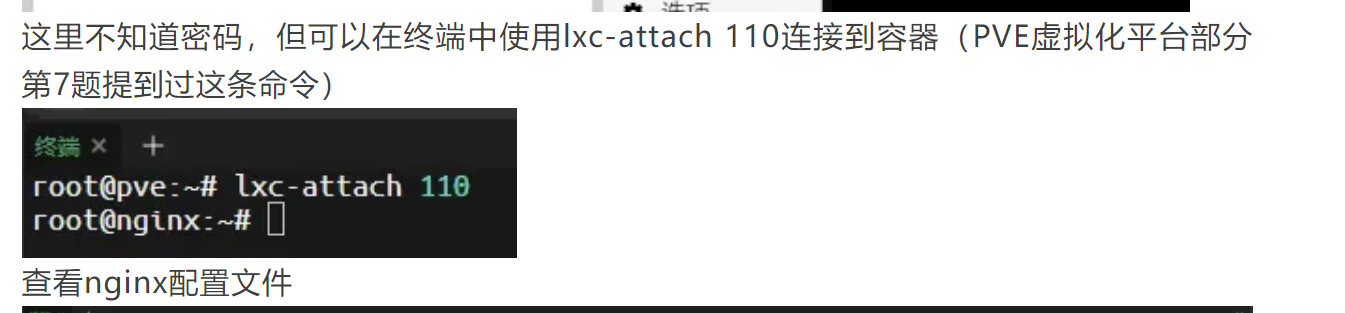 选项
这里不知道密码，但可以在终端中使用lxc-attach 110连接到容器（PVE虚拟化平台部分
第7题提到过这条命令）
终端 × +
root@pve:~# lxc-attach 110
root@nginx:~#
查看nginx配置文件